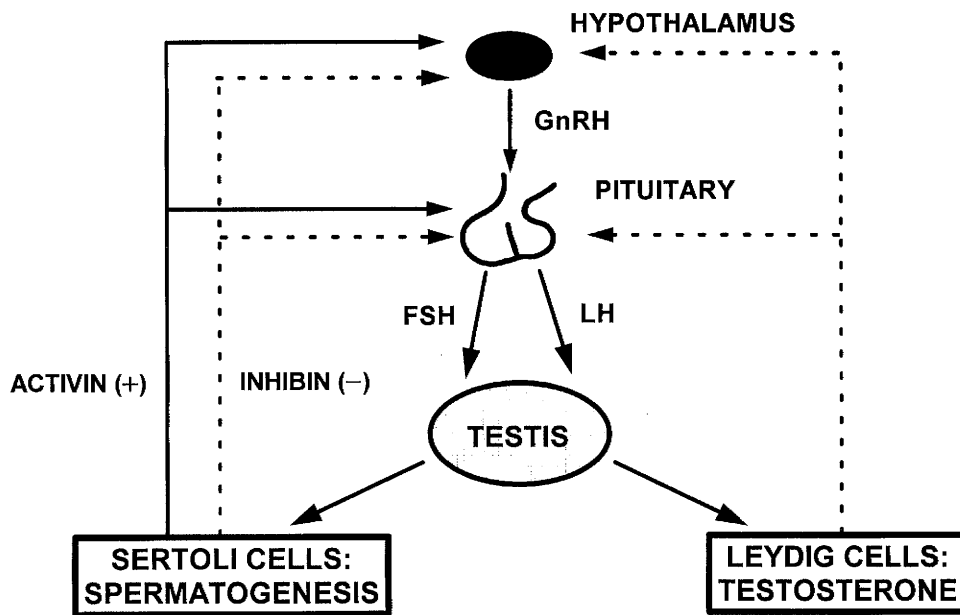 HYPOTHALAMUS
GnRH
PITUITARY
FSH
LH
ACTIVIN (+)
INHIBIN (−)
TESTIS
SERTOLI CELLS:
SPERMATOGENESIS
LEYDIG CELLS:
TESTOSTERONE